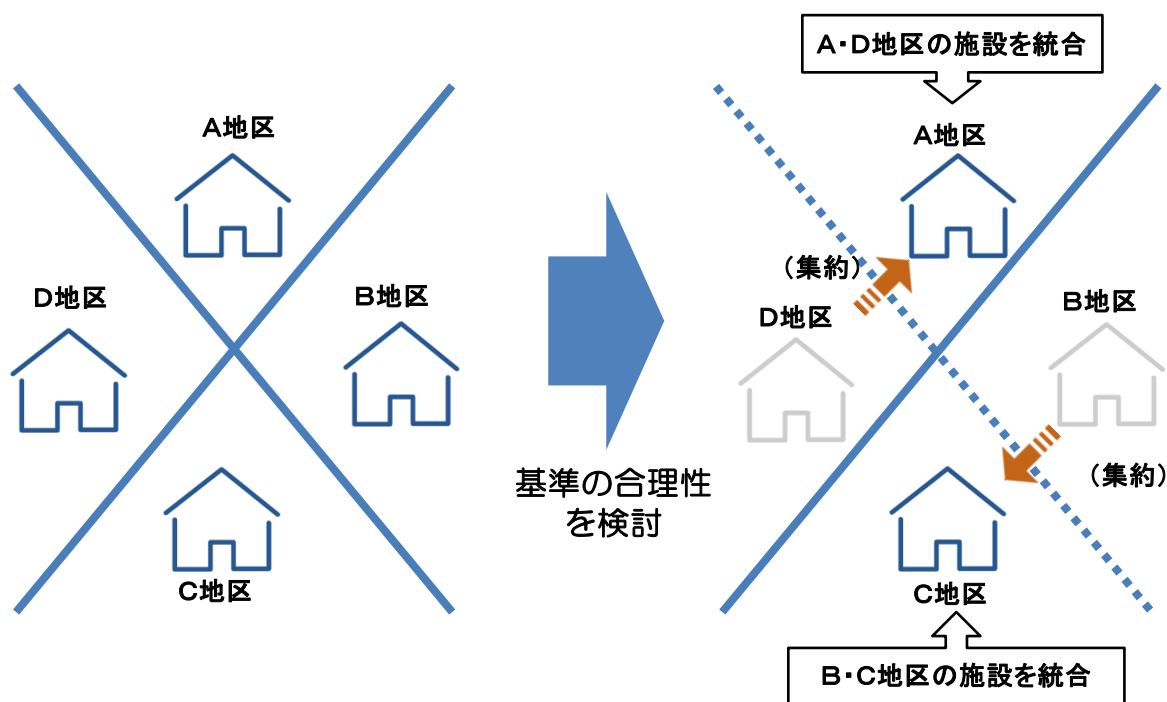 A地区
D地区
B地区
C地区
基準の合理性
を検討
A・D地区の施設を統合
A地区
（集約）
D地区
B地区
（集約）
C地区
B・C地区の施設を統合